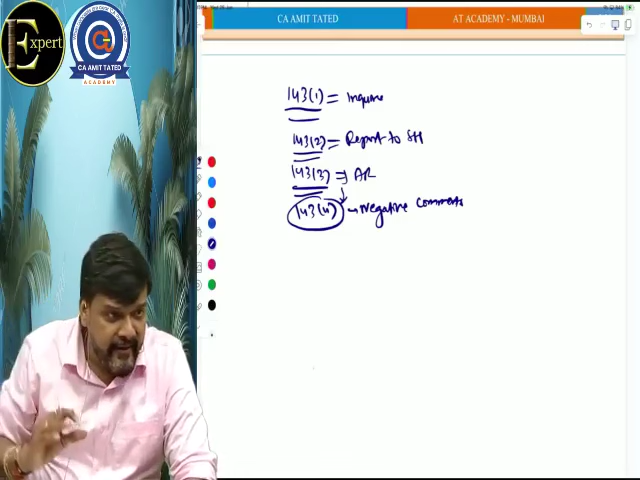 Expert
CA AMIT TATED
ACADEMY
CA AMIT TATED
AT ACADEMY - MUMBAI
143(1) = Inquire
143(2) = Report to SH
143(3) = AR
143(4) - Negative Comments